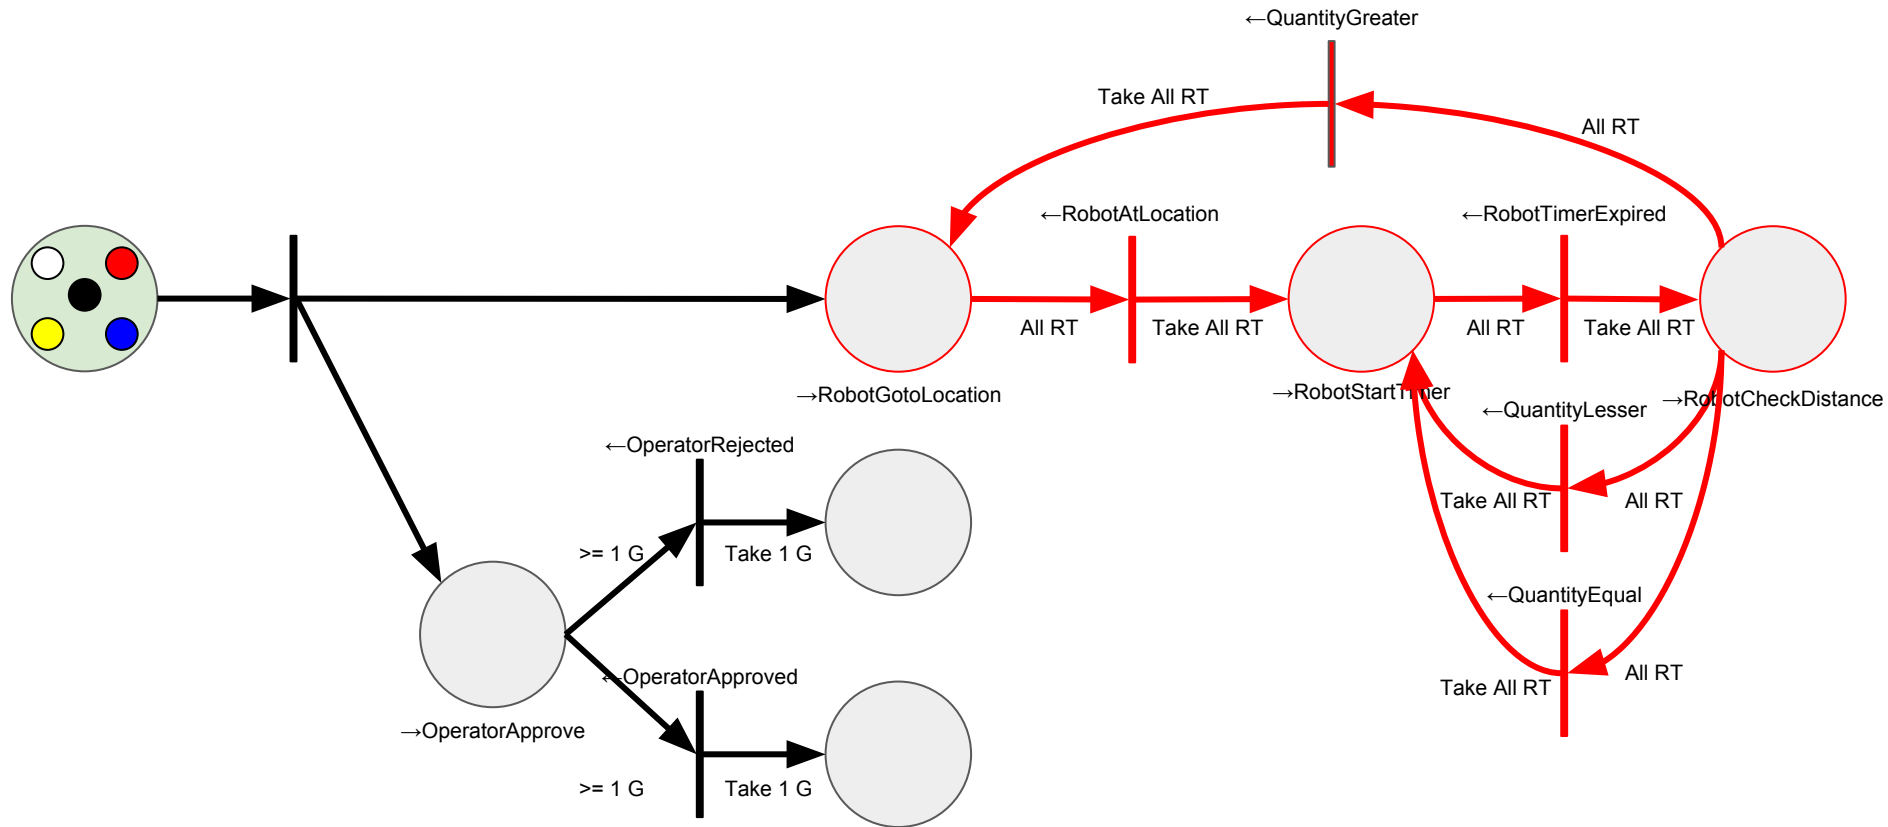 ←QuantityGreater
Take All RT
All RT
←RobotAtLocation
←RobotTimerExpired
All RT
Take All RT
All RT
Take All RT
→RobotGotoLocation
→RobotStartTimer
→RobotCheckDistance
←QuantityLesser
←OperatorRejected
Take All RT
All RT
>= 1 G
Take 1 G
←QuantityEqual
←OperatorApproved
Take All RT
All RT
→OperatorApprove
>= 1 G
Take 1 G